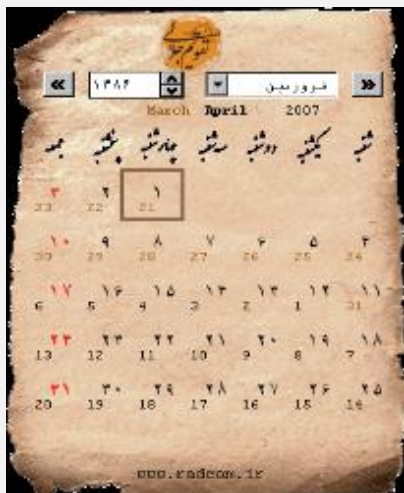 تقویم جلالی
« ۱۳۸۶ فروردین »
March April 2007
شنبه یکشنبه دوشنبه سه‌شنبه چهارشنبه پنجشنبه جمعه
۱ ۲ ۳
21 22 23
۴ ۵ ۶ ۷ ۸ ۹ ۱۰
24 25 26 27 28 29 30
۱۱ ۱۲ ۱۳ ۱۴ ۱۵ ۱۶ ۱۷
31 1 2 3 4 5 6
۱۸ ۱۹ ۲۰ ۲۱ ۲۲ ۲۳ ۲۴
7 8 9 10 11 12 13
۲۵ ۲۶ ۲۷ ۲۸ ۲۹ ۳۰ ۳۱
14 15 16 17 18 19 20
www.radcom.ir